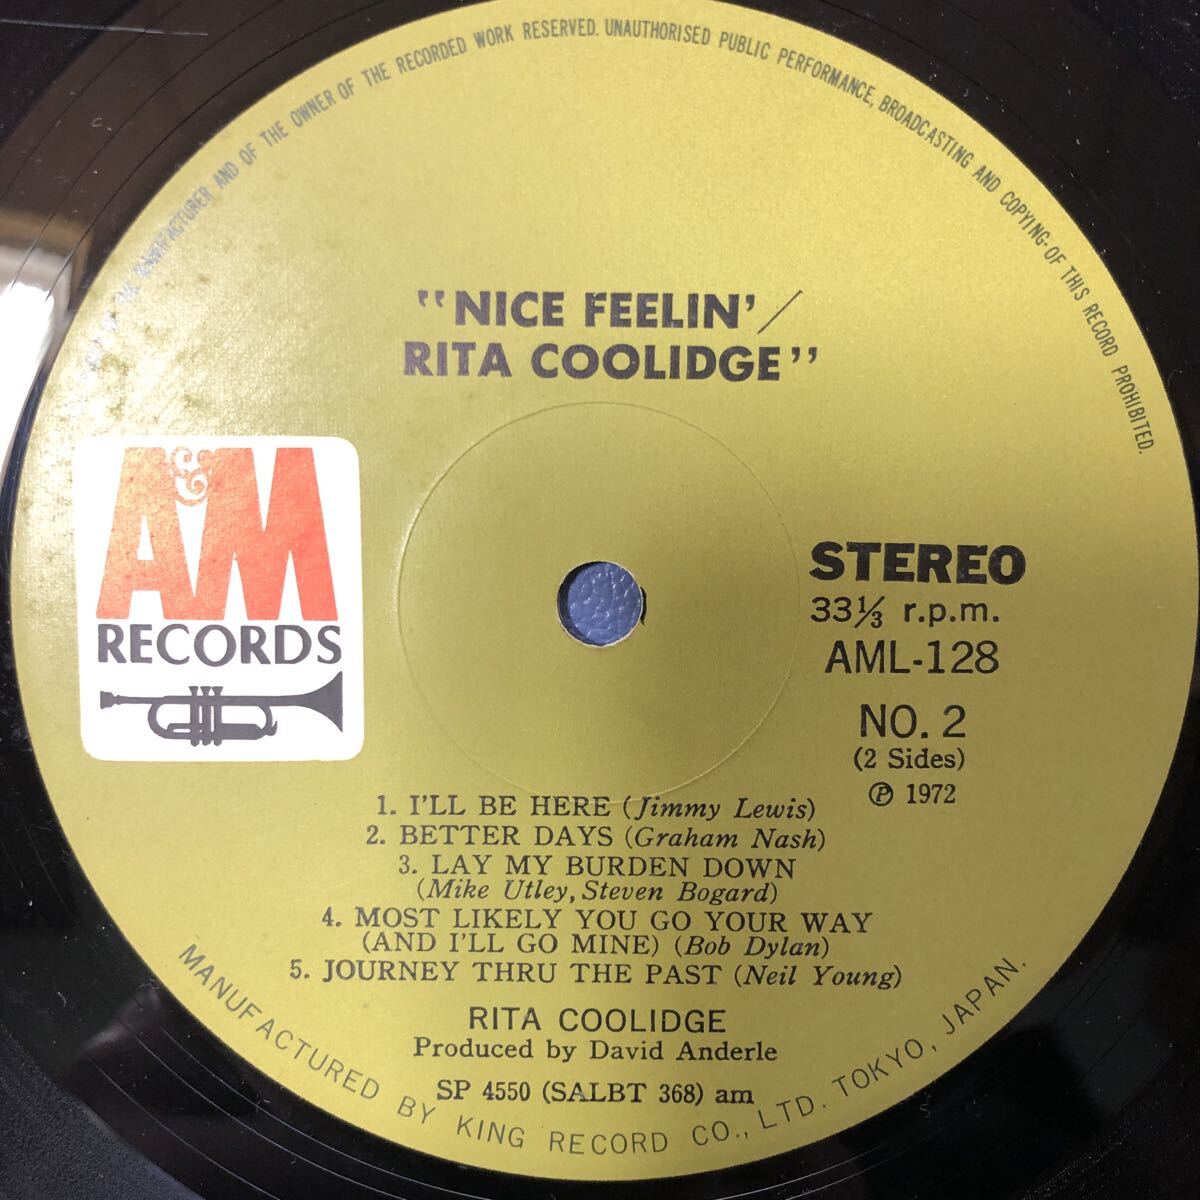 THE MANUFACTURER AND OF THE OWNER OF THE RECORDED WORK RESERVED. UNAUTHORISED PUBLIC PERFORMANCE, BROADCASTING AND COPYING-OF THIS RECORD PROHIBITED.
"NICE FEELIN'/
RITA COOLIDGE"
A&M
RECORDS
STEREO
33⅓ r.p.m.
AML-128
NO. 2
(2 Sides)
℗ 1972
1. I'LL BE HERE (Jimmy Lewis)
2. BETTER DAYS (Graham Nash)
3. LAY MY BURDEN DOWN
(Mike Utley, Steven Bogard)
4. MOST LIKELY YOU GO YOUR WAY
(AND I'LL GO MINE) (Bob Dylan)
5. JOURNEY THRU THE PAST (Neil Young)
RITA COOLIDGE
Produced by David Anderle
SP 4550 (SALBT 368) am
MANUFACTURED BY KING RECORD CO., LTD. TOKYO, JAPAN.